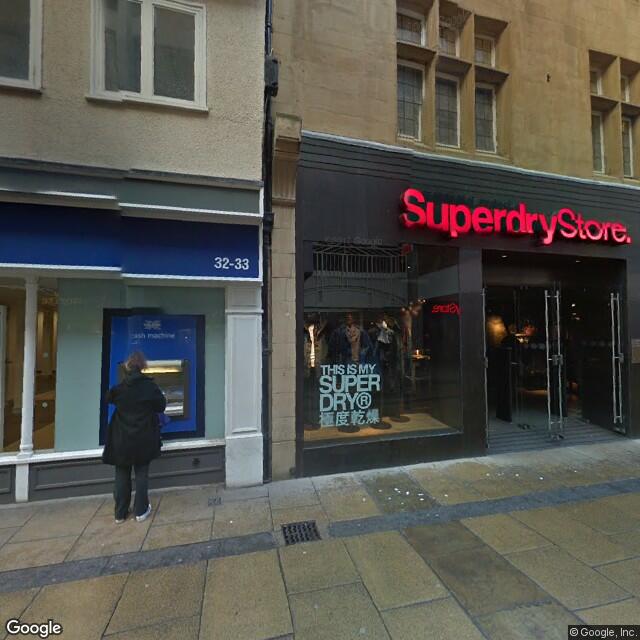 SuperdryStore.
32-33
cash machine
THIS IS MY
SUPER
DRY®
極度乾燥
Google
© Google, Inc